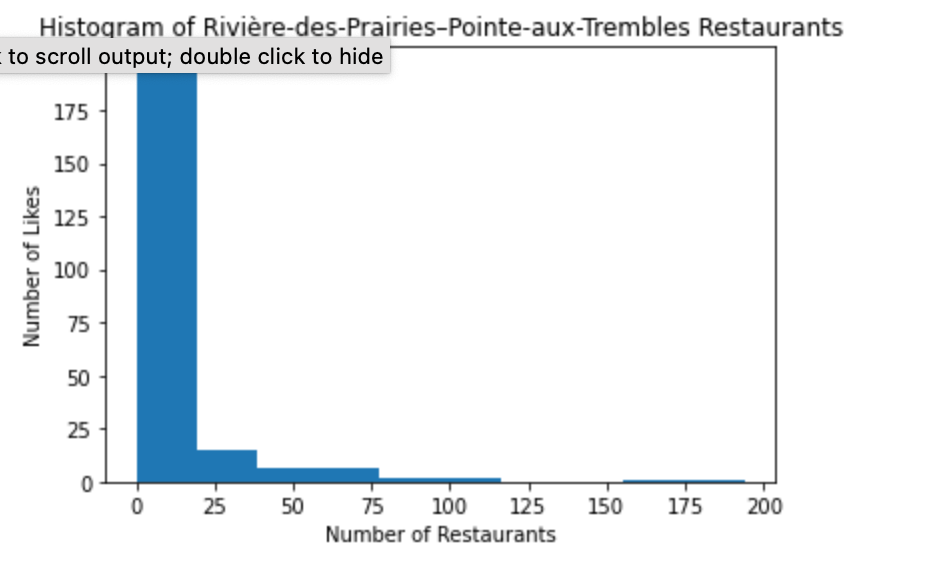 Histogram of Rivière-des-Prairies–Pointe-aux-Trembles Restaurants
to scroll output; double click to hide
175
150
125
100
75
50
25
0
Number of Likes
0 25 50 75 100 125 150 175 200
Number of Restaurants